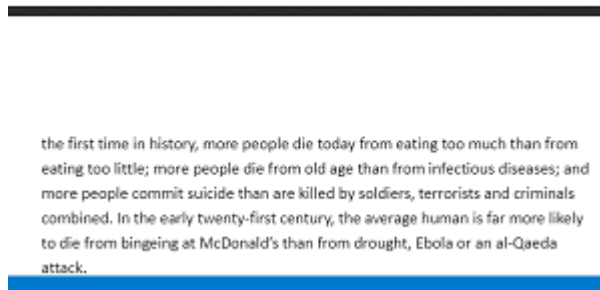 the first time in history, more people die today from eating too much than from
eating too little; more people die from old age than from infectious diseases; and
more people commit suicide than are killed by soldiers, terrorists and criminals
combined. In the early twenty-first century, the average human is far more likely
to die from bingeing at McDonald's than from drought, Ebola or an al-Qaeda
attack.